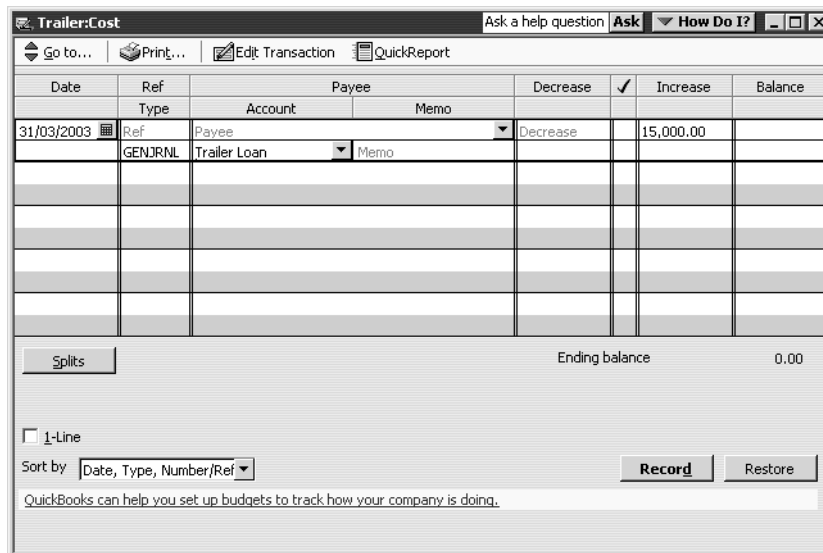 Trailer:Cost Ask a help question Ask How Do I?
Go to... Print... Edit Transaction QuickReport
Date Ref Payee Decrease ✓ Increase Balance
Type Account Memo
31/03/2003 Ref Payee Decrease 15,000.00
GENJRNL Trailer Loan Memo
Splits Ending balance 0.00
1-Line
Sort by Date, Type, Number/Ref Record Restore
QuickBooks can help you set up budgets to track how your company is doing.